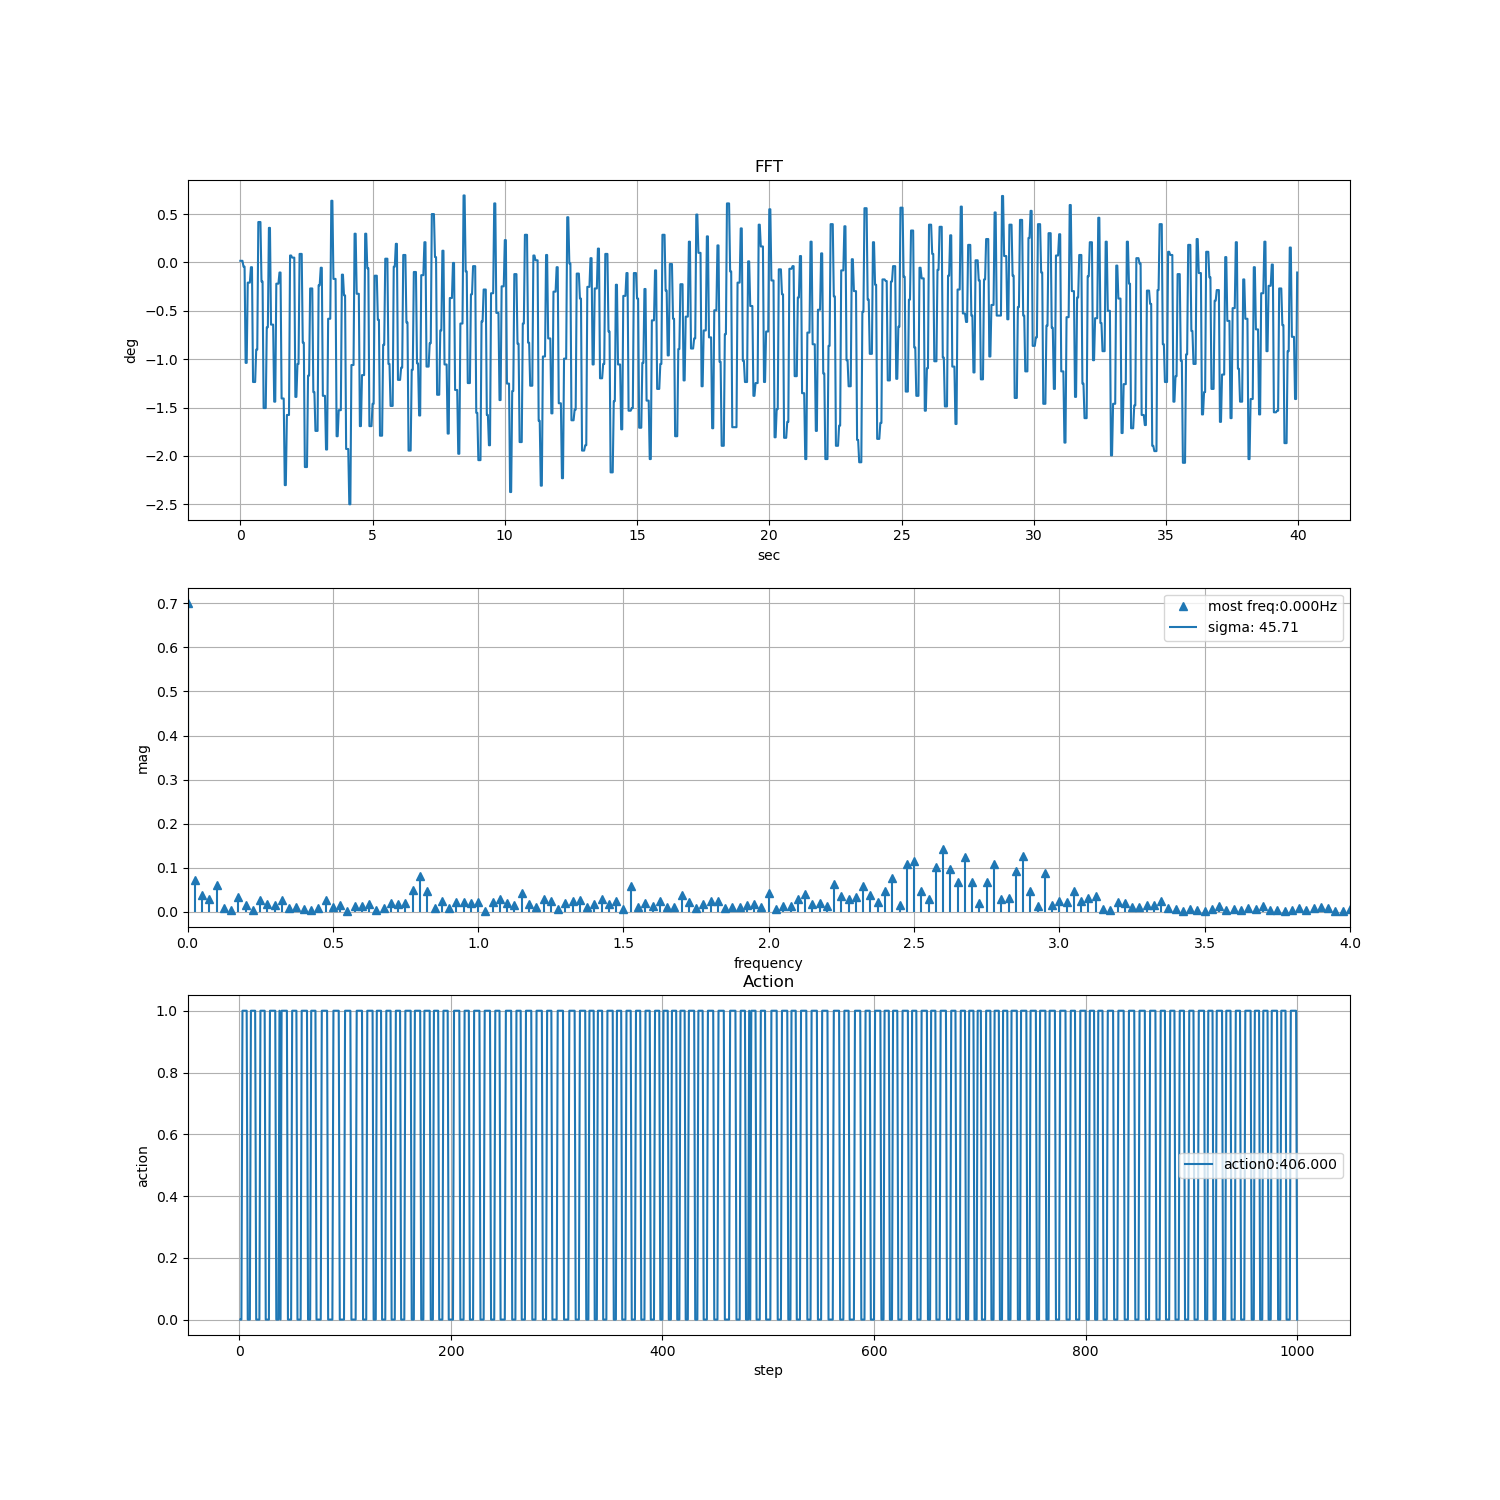 FFT
0.5
0.0
−0.5
−1.0
−1.5
−2.0
−2.5
deg
0 5 10 15 20 25 30 35 40
sec
0.7
0.6
0.5
0.4
0.3
0.2
0.1
0.0
mag
most freq:0.000Hz
sigma: 45.71
0.0 0.5 1.0 1.5 2.0 2.5 3.0 3.5 4.0
frequency
Action
1.0
0.8
0.6
0.4
0.2
0.0
action
action0:406.000
0 200 400 600 800 1000
step